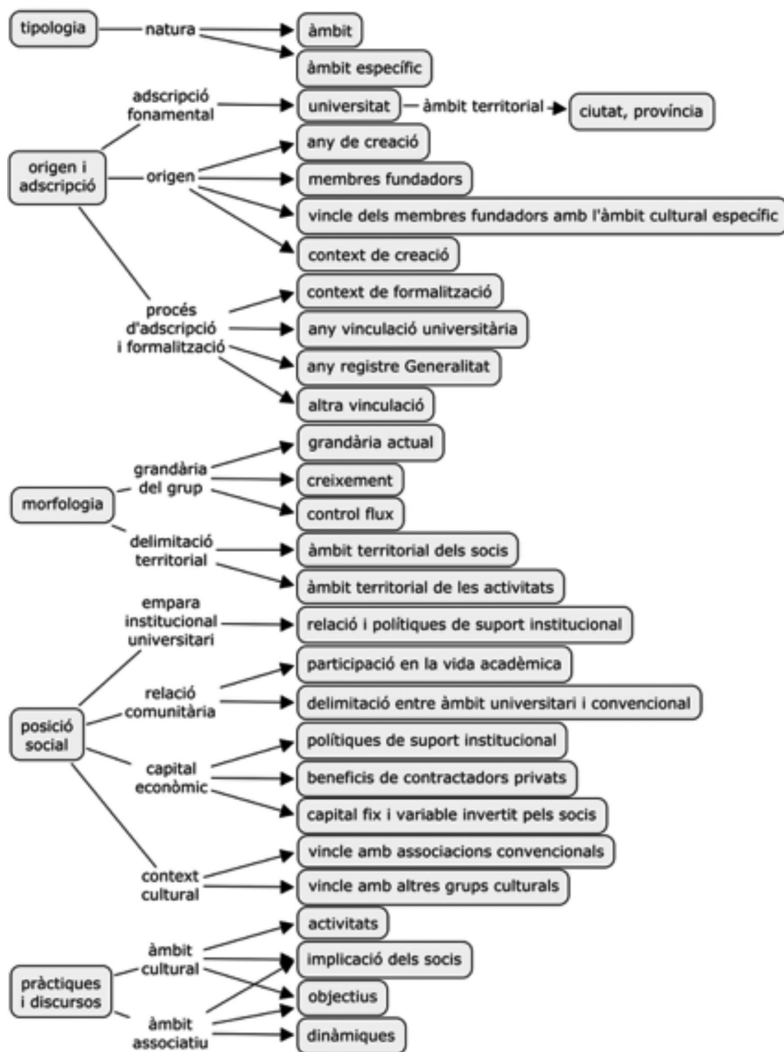 tipologia
natura
àmbit
àmbit específic
adscripció
fonamental
universitat
àmbit territorial
ciutat, província
origen i
adscripció
origen
any de creació
membres fundadors
vincle dels membres fundadors amb l'àmbit cultural específic
context de creació
procés
d'adscripció
i formalització
context de formalització
any vinculació universitària
any registre Generalitat
altra vinculació
morfologia
grandària
del grup
grandària actual
creixement
control flux
delimitació
territorial
àmbit territorial dels socis
àmbit territorial de les activitats
posició
social
empara
institucional
universitari
relació i polítiques de suport institucional
relació
comunitària
participació en la vida acadèmica
delimitació entre àmbit universitari i convencional
capital
econòmic
polítiques de suport institucional
beneficis de contractadors privats
capital fix i variable invertit pels socis
context
cultural
vincle amb associacions convencionals
vincle amb altres grups culturals
pràctiques
i discursos
àmbit
cultural
activitats
implicació dels socis
objectius
àmbit
associatiu
dinàmiques